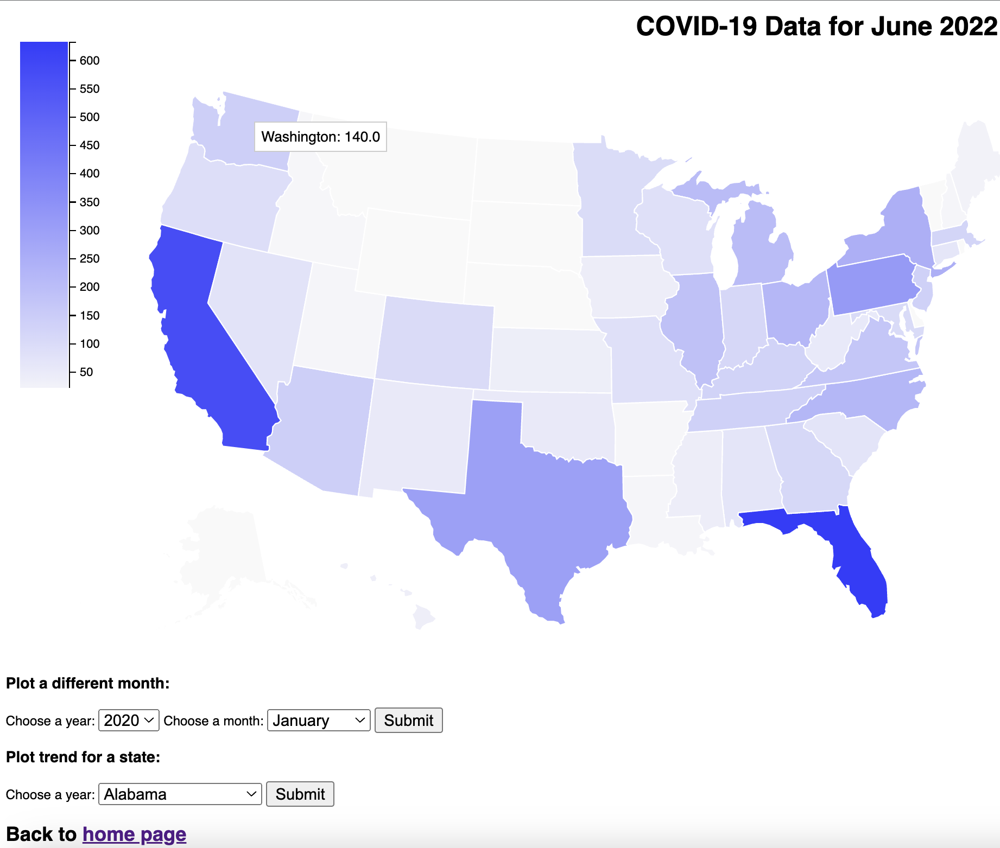 COVID-19 Data for June 2022
600
550
500
450
400
350
300
250
200
150
100
50
Washington: 140.0
Plot a different month:
Choose a year: 2020 Choose a month: January Submit
Plot trend for a state:
Choose a year: Alabama Submit
Back to home page